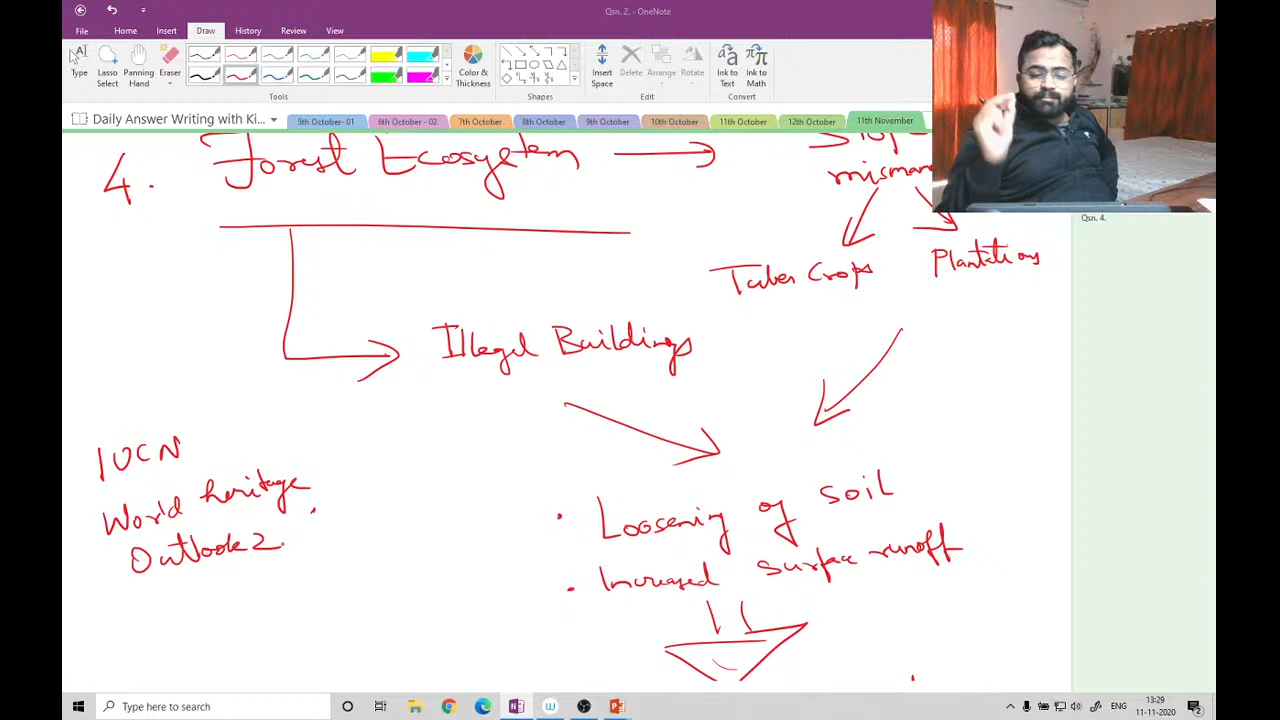 Qsn. 2. - OneNote
File Home Insert Draw History Review View
Type
Lasso Select
Panning Hand
Eraser
Color & Thickness
Insert Space
Delete
Arrange
Rotate
Ink to Text
Ink to Math
Tools
Shapes
Edit
Convert
Daily Answer Writing with Ki...
5th October- 01
6th October - 02
7th October
8th October
9th October
10th October
11th October
12th October
11th November
Qsn. 4.
4. Forest Ecosystem
Tuber Crops
Plantations
Illegal Buildings
IUCN
World heritage
Outlook 2
• Loosening of soil
• Increased surface runoff
Type here to search
13:29
11-11-2020
2